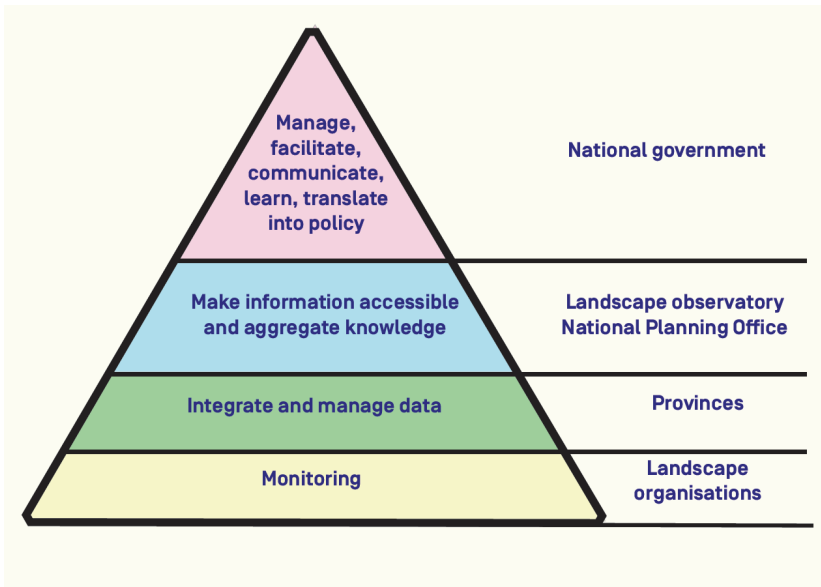 Manage,
facilitate,
communicate,
learn, translate
into policy
National government
Make information accessible
and aggregate knowledge
Landscape observatory
National Planning Office
Integrate and manage data
Provinces
Monitoring
Landscape
organisations